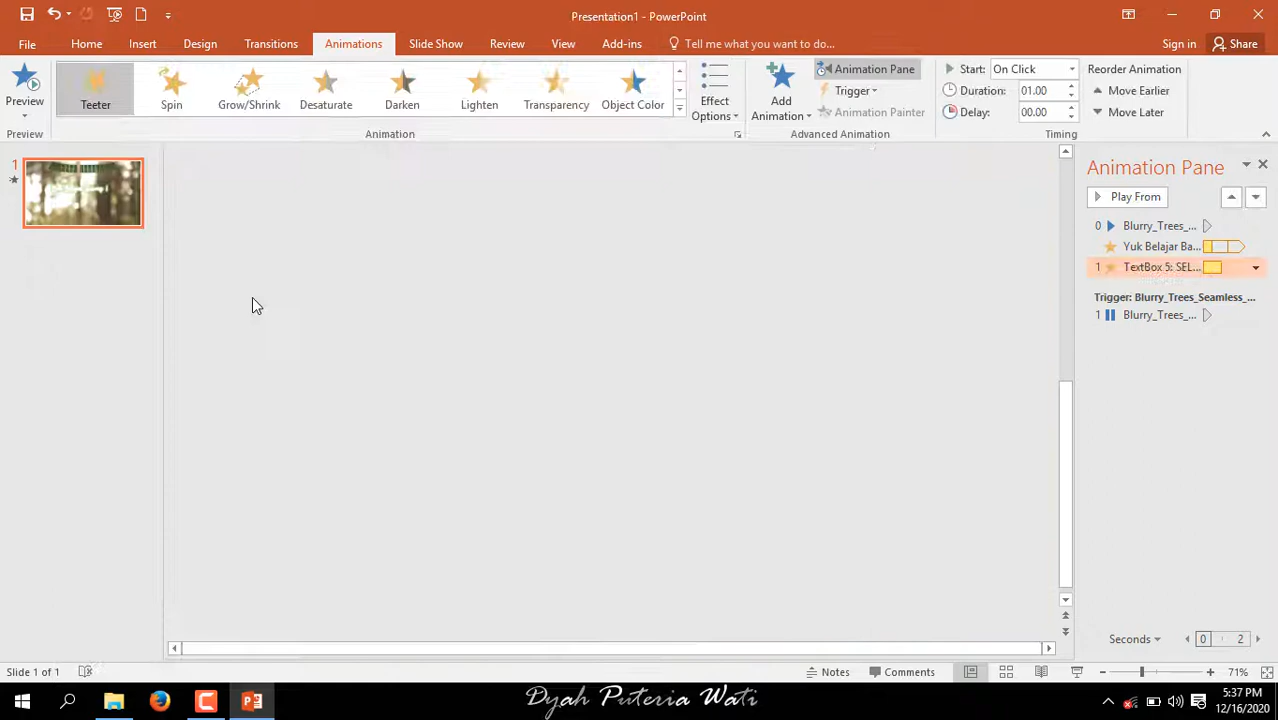 Presentation1 - PowerPoint
File
Home
Insert
Design
Transitions
Animations
Slide Show
Review
View
Add-ins
Tell me what you want to do...
Sign in
Share
Preview
Teeter
Spin
Grow/Shrink
Desaturate
Darken
Lighten
Transparency
Object Color
Effect
Options
Add
Animation
Animation Pane
Trigger
Animation Painter
Start:
On Click
Duration:
01.00
Delay:
00.00
Reorder Animation
Move Earlier
Move Later
Preview
Animation
Advanced Animation
Timing
1
Animation Pane
Play From
0 Blurry_Trees_...
Yuk Belajar Ba...
1 TextBox 5: SEL...
Trigger: Blurry_Trees_Seamless_...
1 Blurry_Trees_...
Seconds
0
2
Slide 1 of 1
Notes
Comments
71%
Dyah Puteria Wati
5:37 PM
12/16/2020